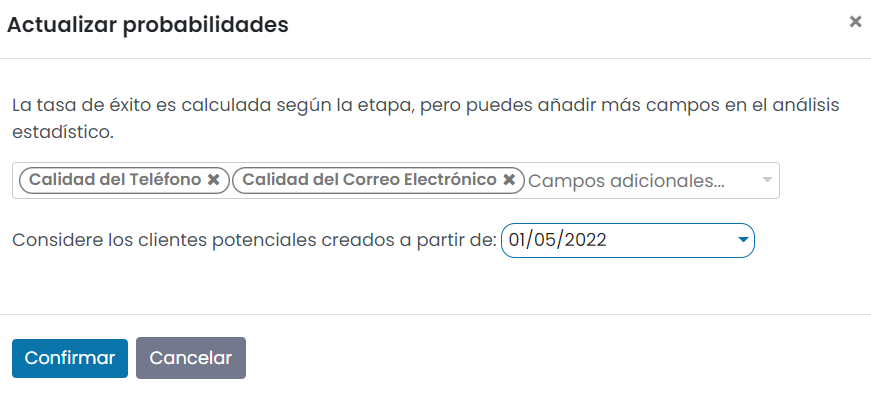 Actualizar probabilidades ×
La tasa de éxito es calculada según la etapa, pero puedes añadir más campos en el análisis
estadístico.
Calidad del Teléfono ✖ Calidad del Correo Electrónico ✖ Campos adicionales...
Considere los clientes potenciales creados a partir de: 01/05/2022
Confirmar Cancelar